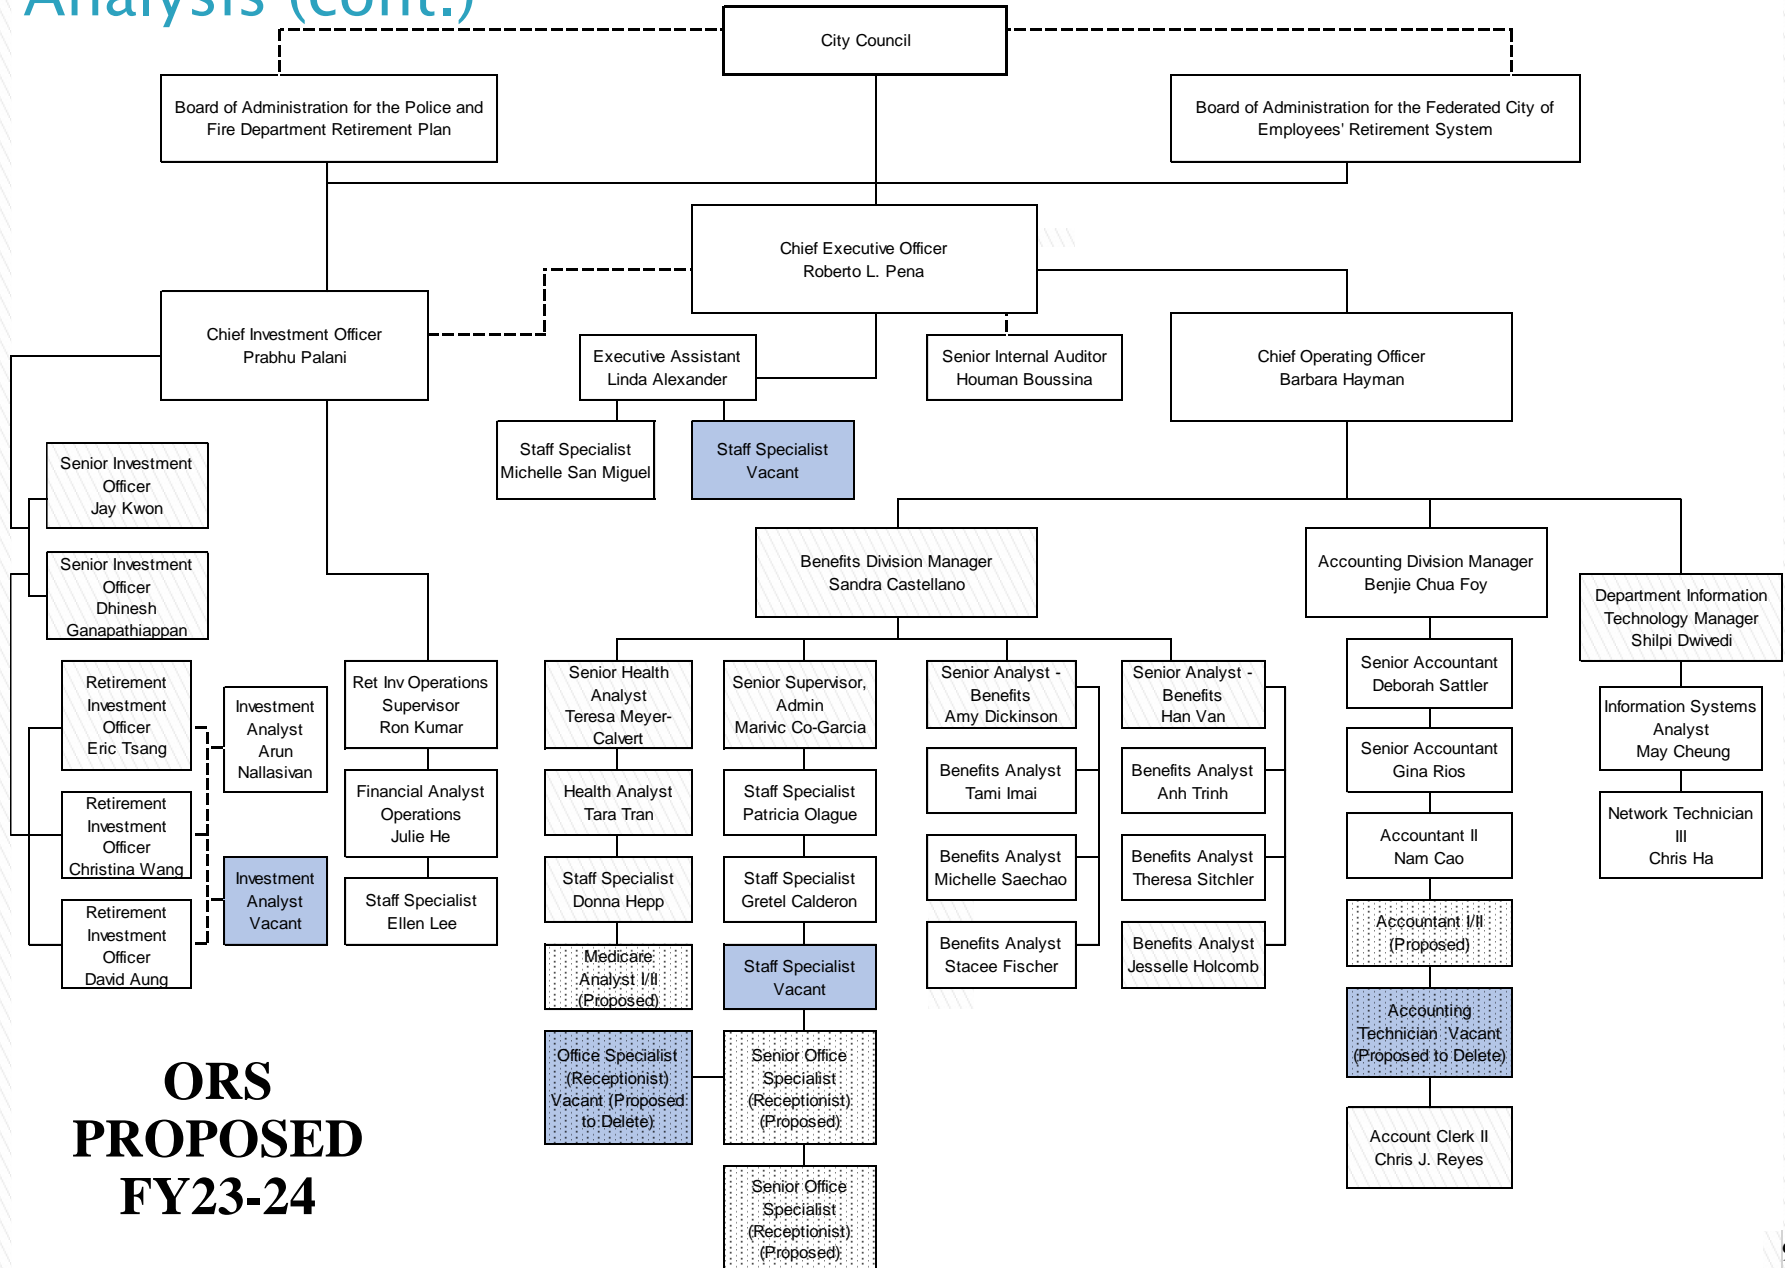 Analysis (cont.)
City Council
Board of Administration for the Police and
Fire Department Retirement Plan
Board of Administration for the Federated City of
Employees' Retirement System
Chief Executive Officer
Roberto L. Pena
Chief Investment Officer
Prabhu Palani
Executive Assistant
Linda Alexander
Senior Internal Auditor
Houman Boussina
Chief Operating Officer
Barbara Hayman
Staff Specialist
Michelle San Miguel
Staff Specialist
Vacant
Senior Investment
Officer
Jay Kwon
Senior Investment
Officer
Dhinesh
Ganapathiappan
Benefits Division Manager
Sandra Castellano
Accounting Division Manager
Benjie Chua Foy
Department Information
Technology Manager
Shilpi Dwivedi
Retirement
Investment
Officer
Eric Tsang
Retirement
Investment
Officer
Christina Wang
Retirement
Investment
Officer
David Aung
Investment
Analyst
Arun
Nallasivan
Investment
Analyst
Vacant
Ret Inv Operations
Supervisor
Ron Kumar
Financial Analyst
Operations
Julie He
Staff Specialist
Ellen Lee
Senior Health
Analyst
Teresa Meyer-
Calvert
Health Analyst
Tara Tran
Staff Specialist
Donna Hepp
Medicare
Analyst I/II
(Proposed)
Office Specialist
(Receptionist)
Vacant (Proposed
to Delete)
Senior Supervisor,
Admin
Marivic Co-Garcia
Staff Specialist
Patricia Olague
Staff Specialist
Gretel Calderon
Staff Specialist
Vacant
Senior Office
Specialist
(Receptionist)
(Proposed)
Senior Office
Specialist
(Receptionist)
(Proposed)
Senior Analyst -
Benefits
Amy Dickinson
Benefits Analyst
Tami Imai
Benefits Analyst
Michelle Saechao
Benefits Analyst
Stacee Fischer
Senior Analyst -
Benefits
Han Van
Benefits Analyst
Anh Trinh
Benefits Analyst
Theresa Sitchler
Benefits Analyst
Jesselle Holcomb
Senior Accountant
Deborah Sattler
Senior Accountant
Gina Rios
Accountant II
Nam Cao
Accountant I/II
(Proposed)
Accounting
Technician Vacant
(Proposed to Delete)
Account Clerk II
Chris J. Reyes
Information Systems
Analyst
May Cheung
Network Technician
III
Chris Ha
ORS
PROPOSED
FY23-24